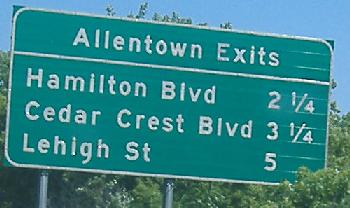 Allentown Exits
Hamilton Blvd 2 1/4
Cedar Crest Blvd 3 1/4
Lehigh St 5